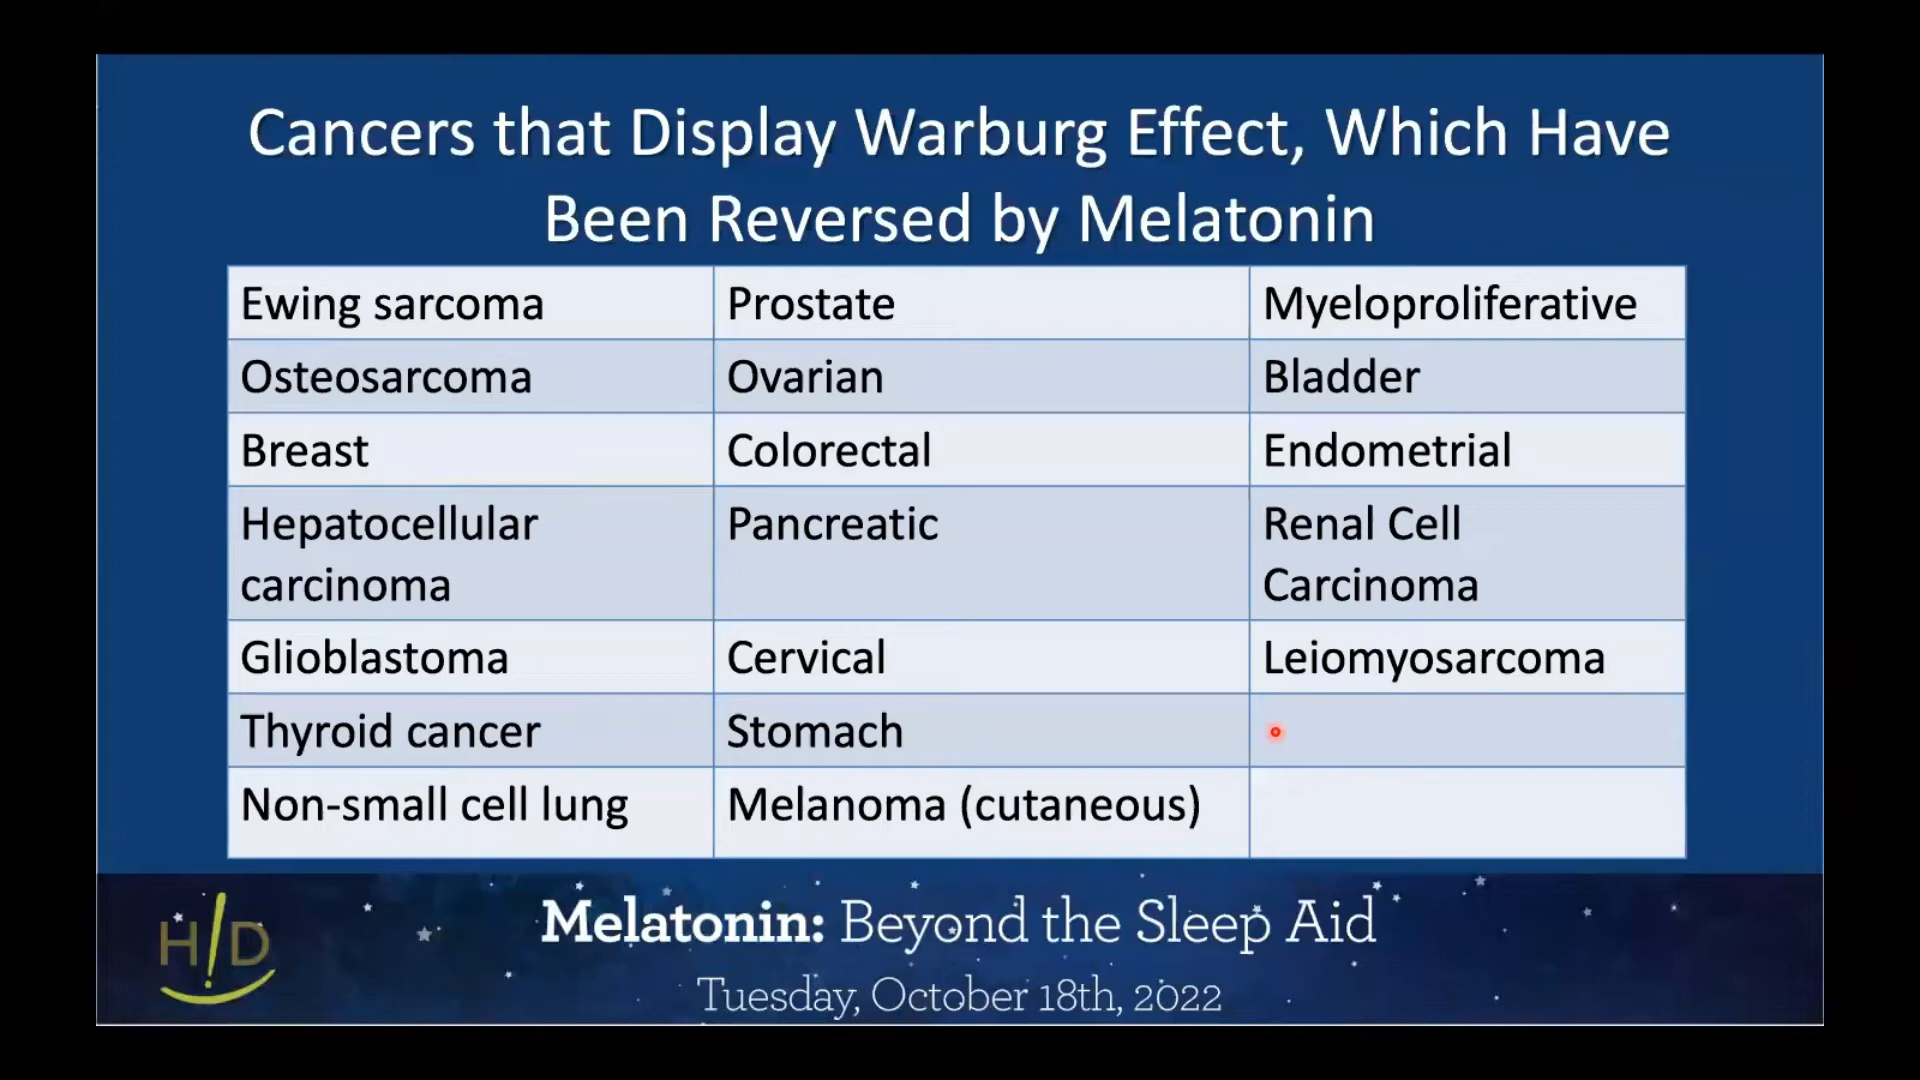 Cancers that Display Warburg Effect, Which Have
Been Reversed by Melatonin
Ewing sarcoma
Prostate
Myeloproliferative
Osteosarcoma
Ovarian
Bladder
Breast
Colorectal
Endometrial
Hepatocellular
carcinoma
Pancreatic
Renal Cell
Carcinoma
Glioblastoma
Cervical
Leiomyosarcoma
Thyroid cancer
Stomach
Non-small cell lung
Melanoma (cutaneous)
H!D
Melatonin: Beyond the Sleep Aid
Tuesday, October 18th, 2022